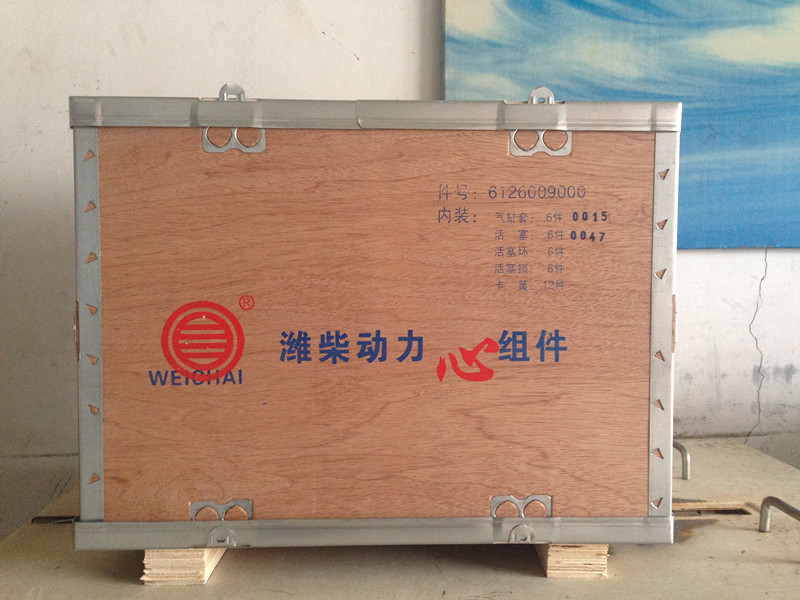 件号: 6126009000
内装: 气缸套: 6件 0015
活 塞: 6件 0047
活塞环: 6件
活塞销: 6件
卡 簧: 12件
®
WEICHAI
潍柴动力 心组件